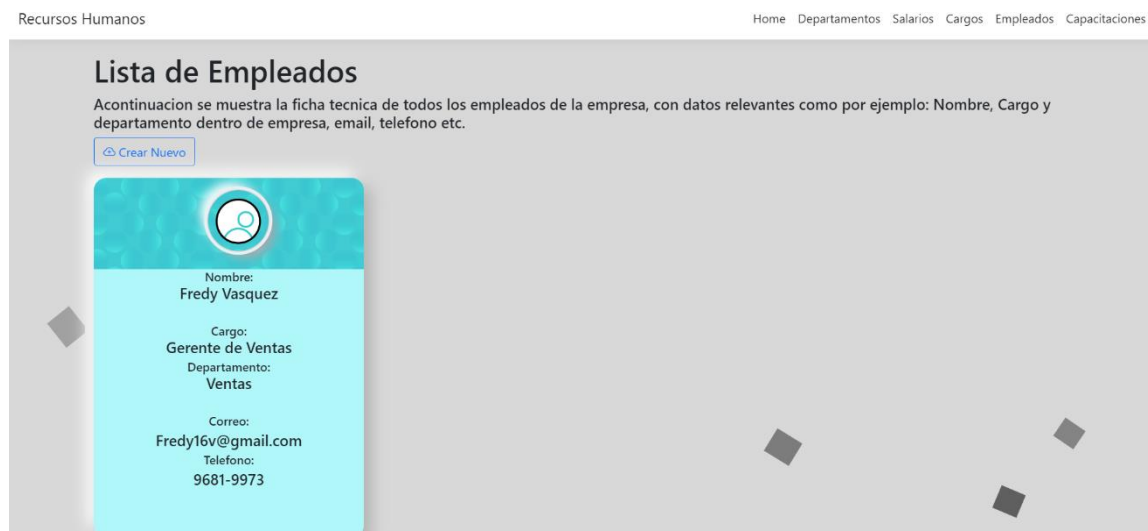 Recursos Humanos
Home Departamentos Salarios Cargos Empleados Capacitaciones
Lista de Empleados
Acontinuacion se muestra la ficha tecnica de todos los empleados de la empresa, con datos relevantes como por ejemplo: Nombre, Cargo y
departamento dentro de empresa, email, telefono etc.
Crear Nuevo
Nombre:
Fredy Vasquez
Cargo:
Gerente de Ventas
Departamento:
Ventas
Correo:
Fredy16v@gmail.com
Telefono:
9681-9973